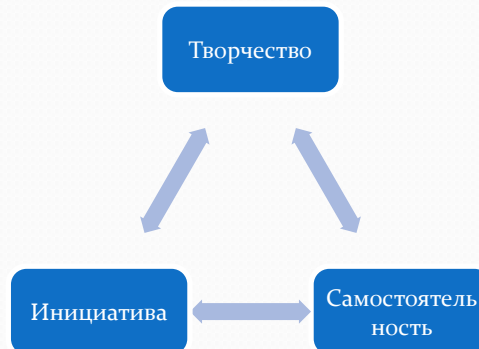 Творчество
Инициатива
Самостоятель
ность